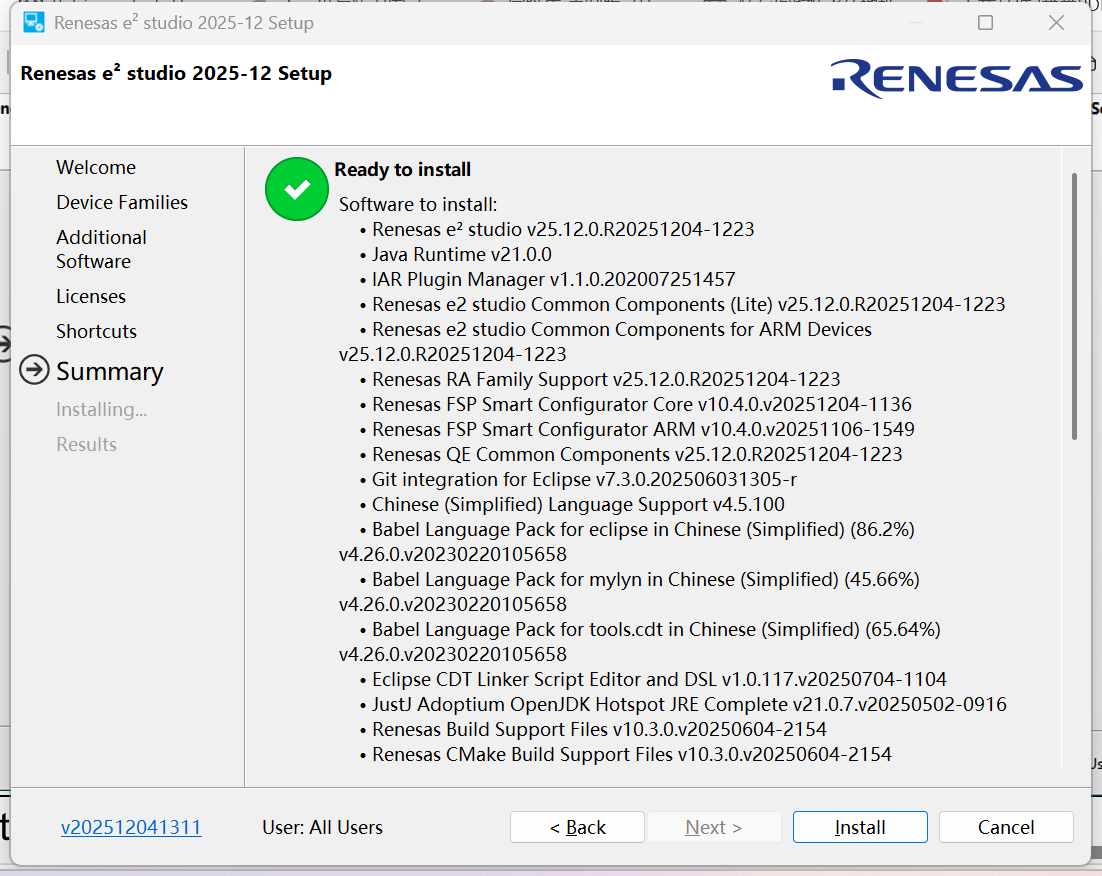 Renesas e² studio 2025-12 Setup
Renesas e² studio 2025-12 Setup
RENESAS
Welcome
Device Families
Additional
Software
Licenses
Shortcuts
Summary
Installing...
Results
Ready to install
Software to install:
• Renesas e² studio v25.12.0.R20251204-1223
• Java Runtime v21.0.0
• IAR Plugin Manager v1.1.0.202007251457
• Renesas e2 studio Common Components (Lite) v25.12.0.R20251204-1223
• Renesas e2 studio Common Components for ARM Devices
v25.12.0.R20251204-1223
• Renesas RA Family Support v25.12.0.R20251204-1223
• Renesas FSP Smart Configurator Core v10.4.0.v20251204-1136
• Renesas FSP Smart Configurator ARM v10.4.0.v20251106-1549
• Renesas QE Common Components v25.12.0.R20251204-1223
• Git integration for Eclipse v7.3.0.202506031305-r
• Chinese (Simplified) Language Support v4.5.100
• Babel Language Pack for eclipse in Chinese (Simplified) (86.2%)
v4.26.0.v20230220105658
• Babel Language Pack for mylyn in Chinese (Simplified) (45.66%)
v4.26.0.v20230220105658
• Babel Language Pack for tools.cdt in Chinese (Simplified) (65.64%)
v4.26.0.v20230220105658
• Eclipse CDT Linker Script Editor and DSL v1.0.117.v20250704-1104
• JustJ Adoptium OpenJDK Hotspot JRE Complete v21.0.7.v20250502-0916
• Renesas Build Support Files v10.3.0.v20250604-2154
• Renesas CMake Build Support Files v10.3.0.v20250604-2154
v202512041311
User: All Users
< Back
Next >
Install
Cancel